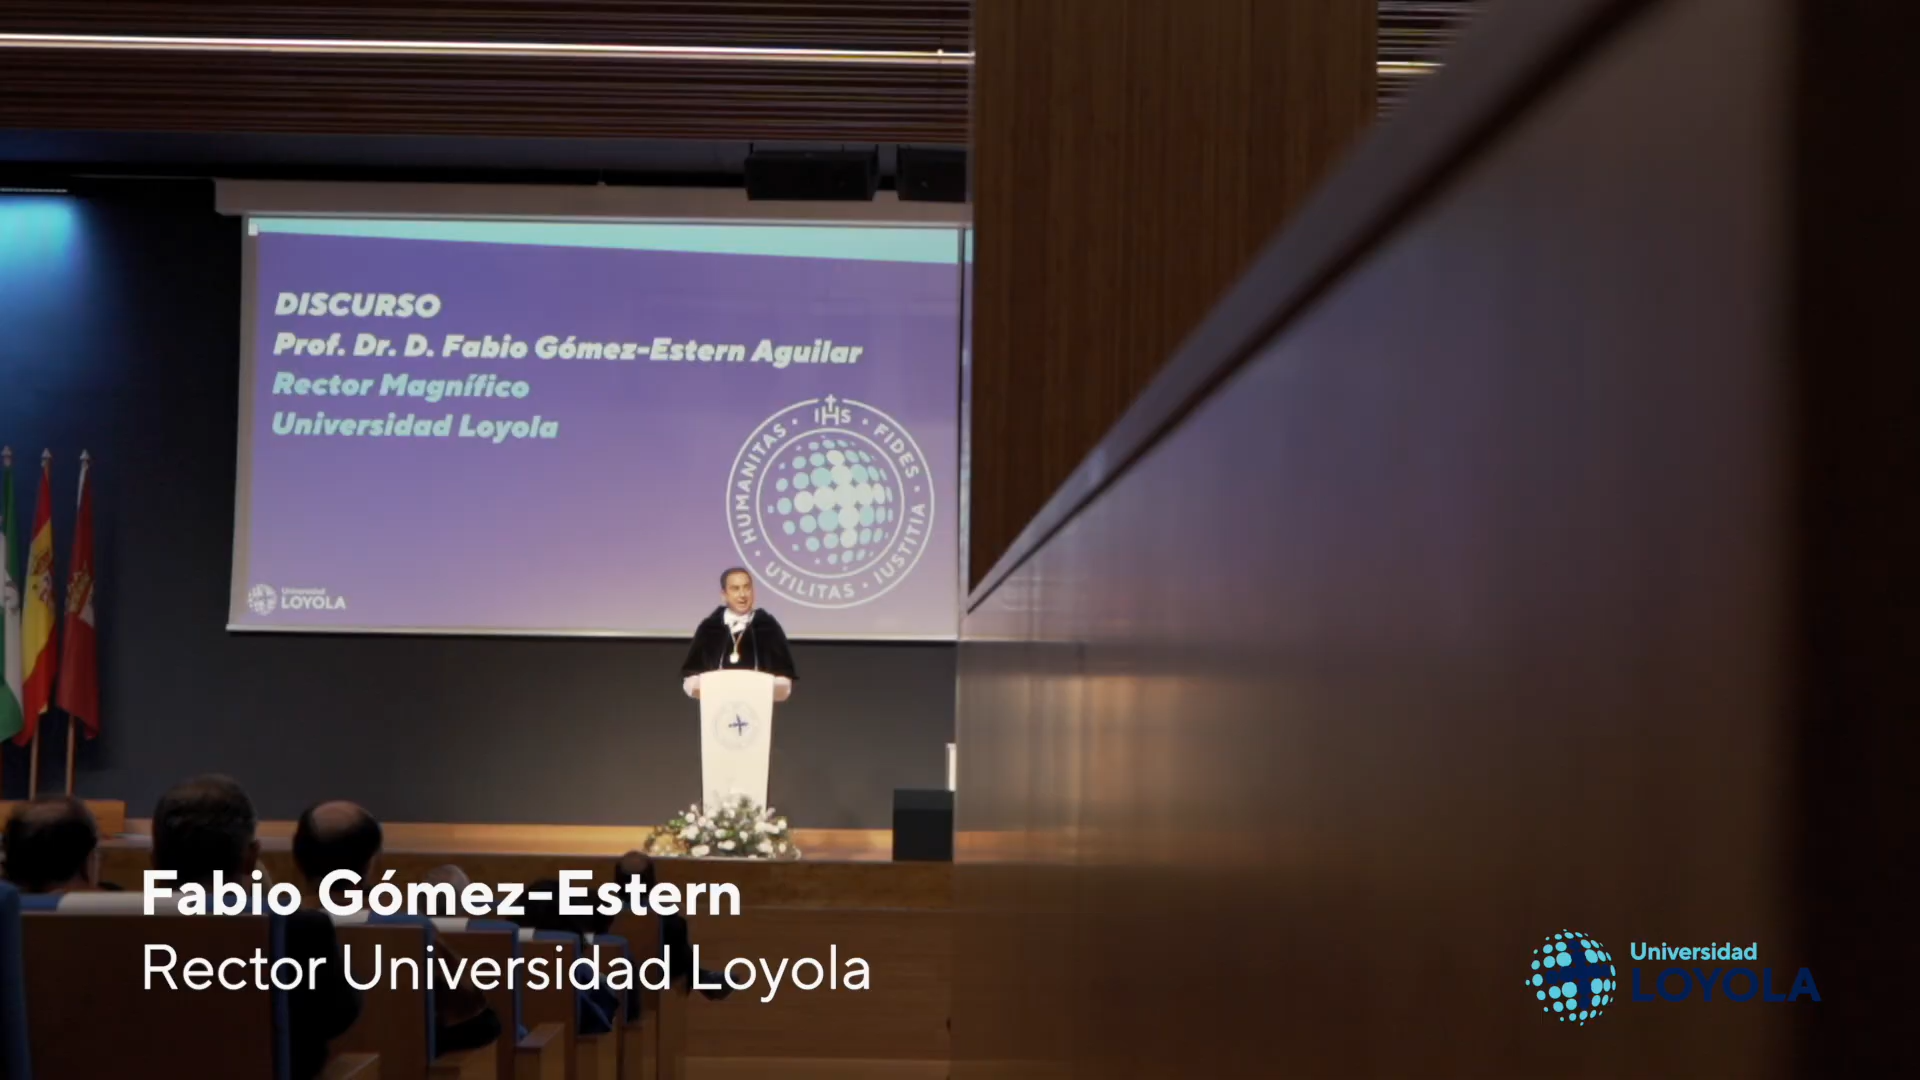 DISCURSO
Prof. Dr. D. Fabio Gómez-Estern Aguilar
Rector Magnífico
Universidad Loyola
IHS · FIDES · IUSTITIA · UTILITAS · HUMANITAS ·
Universidad
LOYOLA
Fabio Gómez-Estern
Rector Universidad Loyola
Universidad
LOYOLA